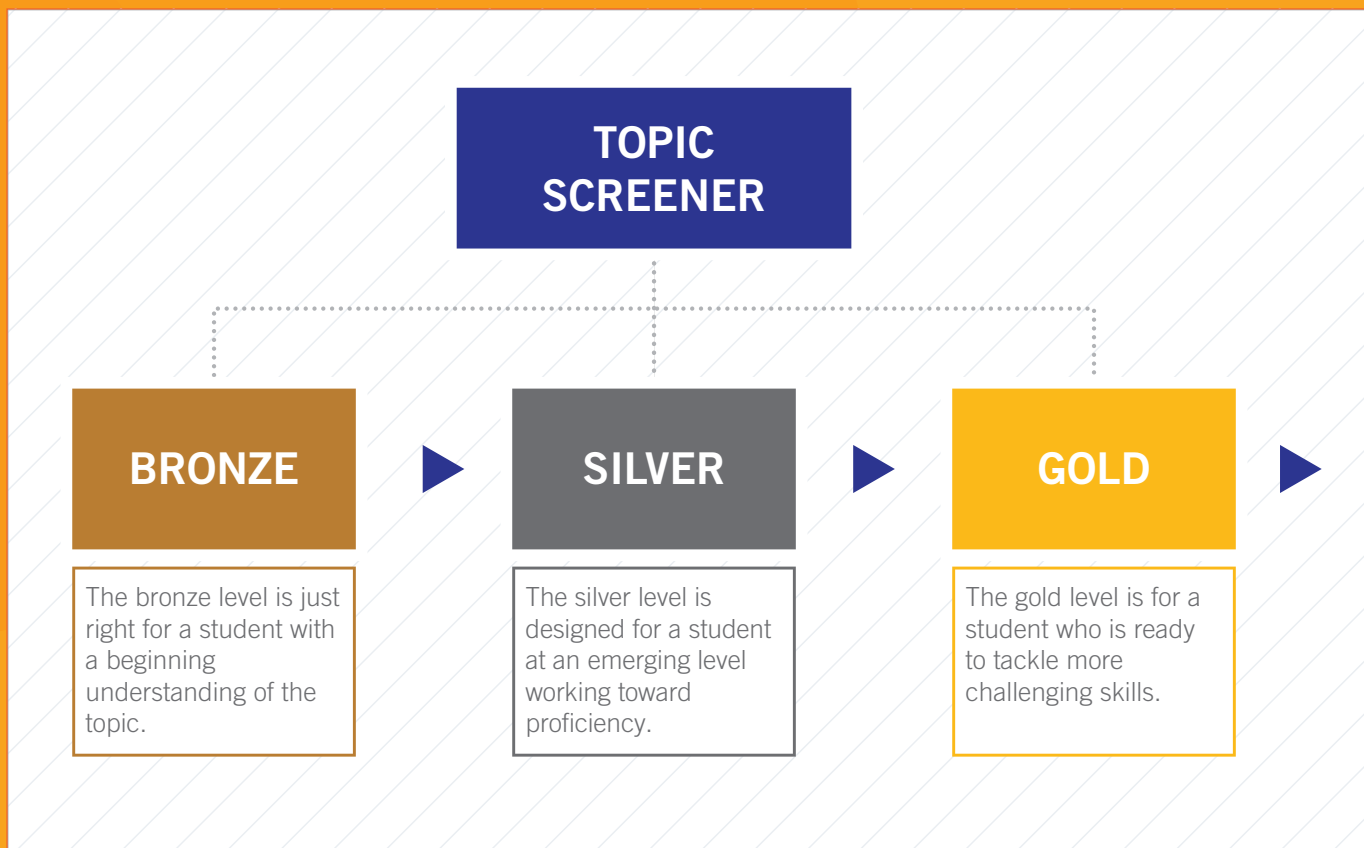 TOPIC
SCREENER
BRONZE
SILVER
GOLD
The bronze level is just
right for a student with
a beginning
understanding of the
topic.
The silver level is
designed for a student
at an emerging level
working toward
proficiency.
The gold level is for a
student who is ready
to tackle more
challenging skills.